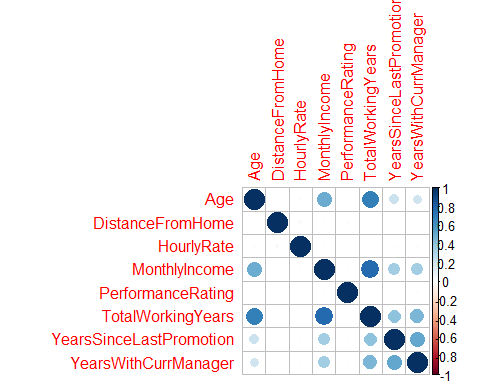 Age
DistanceFromHome
HourlyRate
MonthlyIncome
PerformanceRating
TotalWorkingYears
YearsSinceLastPromotion
YearsWithCurrManager
Age
DistanceFromHome
HourlyRate
MonthlyIncome
PerformanceRating
TotalWorkingYears
YearsSinceLastPromotion
YearsWithCurrManager
1
0.8
0.6
0.4
0.2
0
-0.2
-0.4
-0.6
-0.8
-1